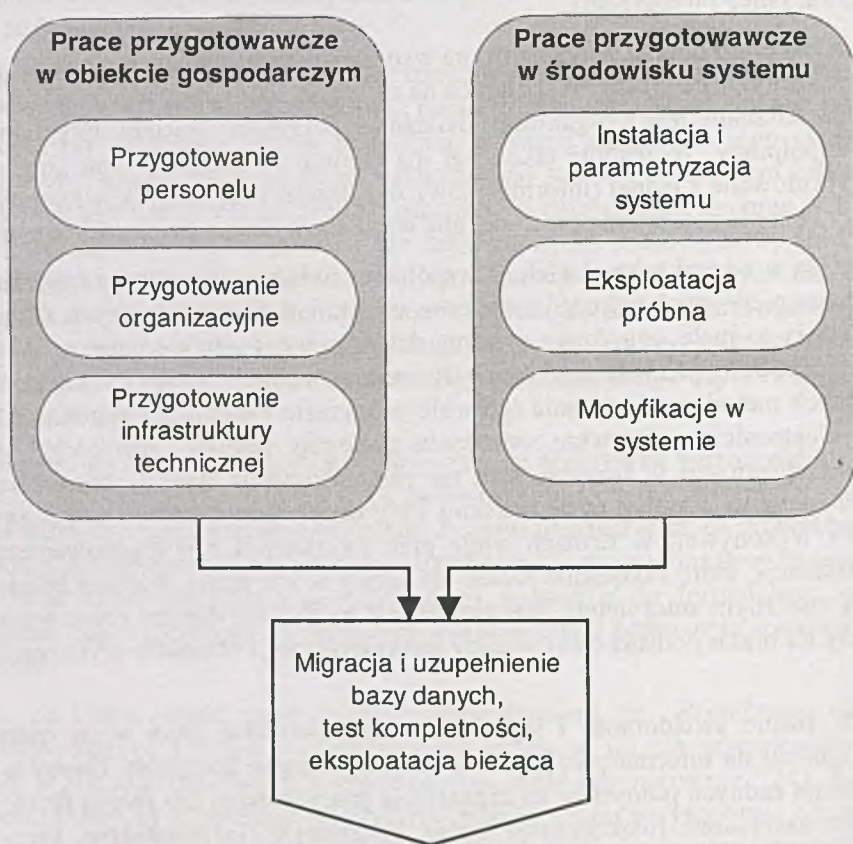 Prace przygotowawcze
w obiekcie gospodarczym
Przygotowanie
personelu
Przygotowanie
organizacyjne
Przygotowanie
infrastruktury
technicznej
Prace przygotowawcze
w środowisku systemu
Instalacja i
parametryzacja
systemu
Eksploatacja
próbna
Modyfikacje w
systemie
Migracja i uzupełnienie
bazy danych,
test kompletności,
eksploatacja bieżąca